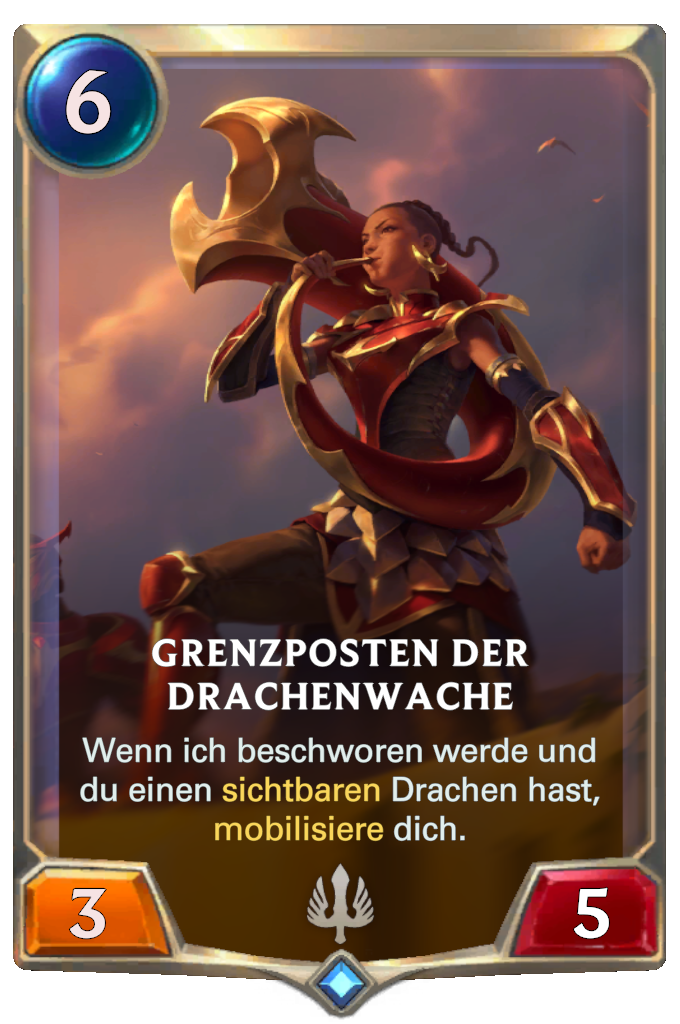 6
GRENZPOSTEN DER
DRACHENWACHE
Wenn ich beschworen werde und
du einen sichtbaren Drachen hast,
mobilisiere dich.
3
5